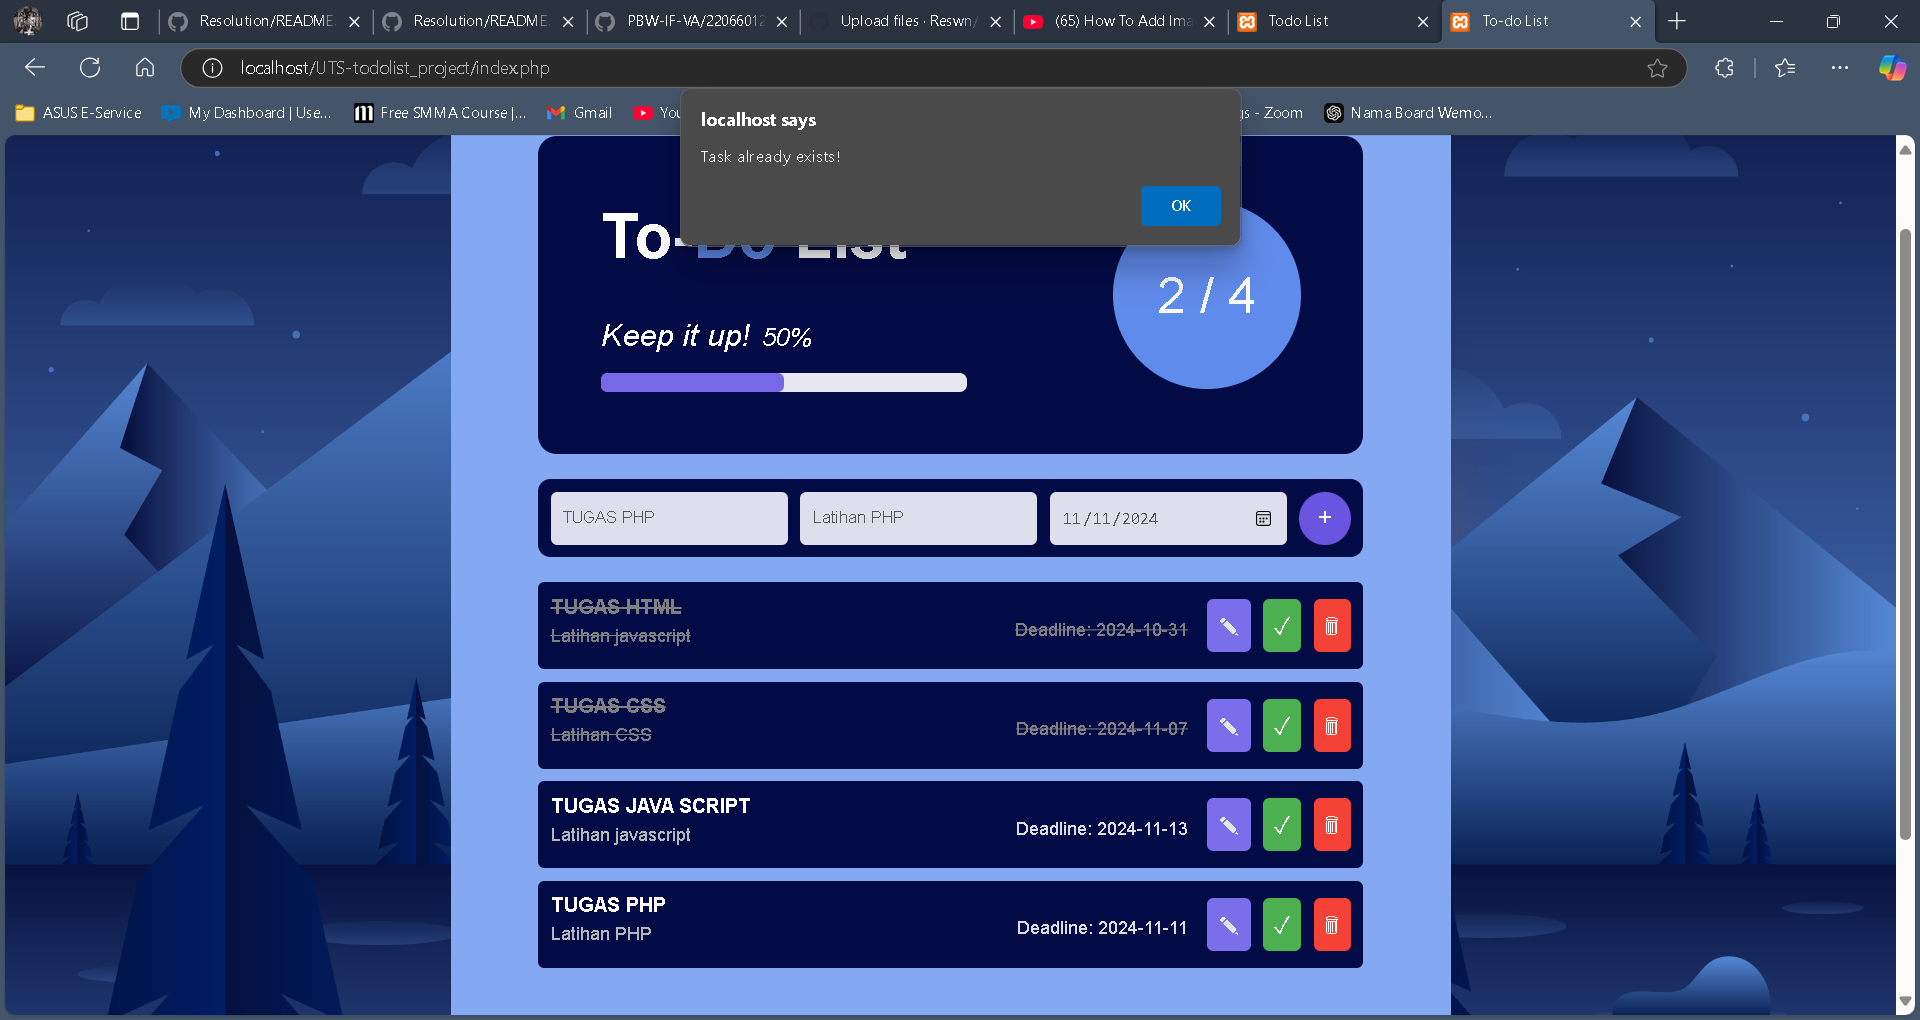 Resolution/README.
Resolution/README.
PBW-IF-VA/22066012
Upload files · Reswn/
(65) How To Add Ima
Todo List
To-do List
localhost/UTS-todolist_project/index.php
ASUS E-Service
My Dashboard | Use...
Free SMMA Course |...
Gmail
You
gs - Zoom
Nama Board Wemo...
localhost says
Task already exists!
OK
To-Do List
2 / 4
Keep it up! 50%
TUGAS PHP
Latihan PHP
11/11/2024
+
TUGAS HTML
Latihan javascript
Deadline: 2024-10-31
TUGAS CSS
Latihan CSS
Deadline: 2024-11-07
TUGAS JAVA SCRIPT
Latihan javascript
Deadline: 2024-11-13
TUGAS PHP
Latihan PHP
Deadline: 2024-11-11